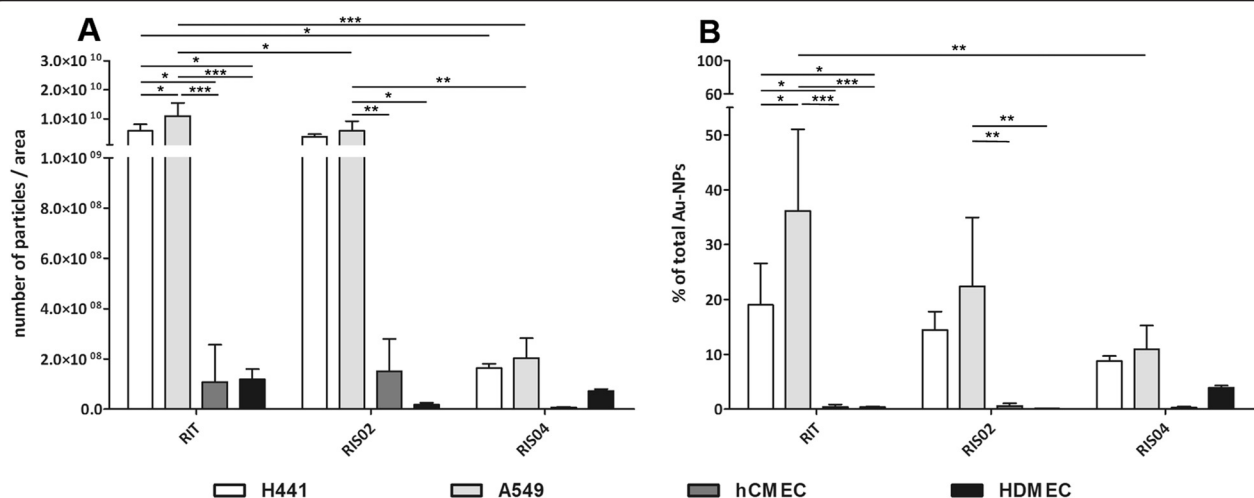 A
number of particles / area
3.0×10 10
2.0×10 10
1.0×10 10
1.0×10 09
8.0×10 08
6.0×10 08
4.0×10 08
2.0×10 08
0.0
***
*
*
*
***
*
*
***
**
*
**
RIT
RIS02
RIS04
B
% of total Au-NPs
100
60
50
40
30
20
10
0
**
*
***
*
*
***
**
**
RIT
RIS02
RIS04
H441
A549
hCMEC
HDMEC